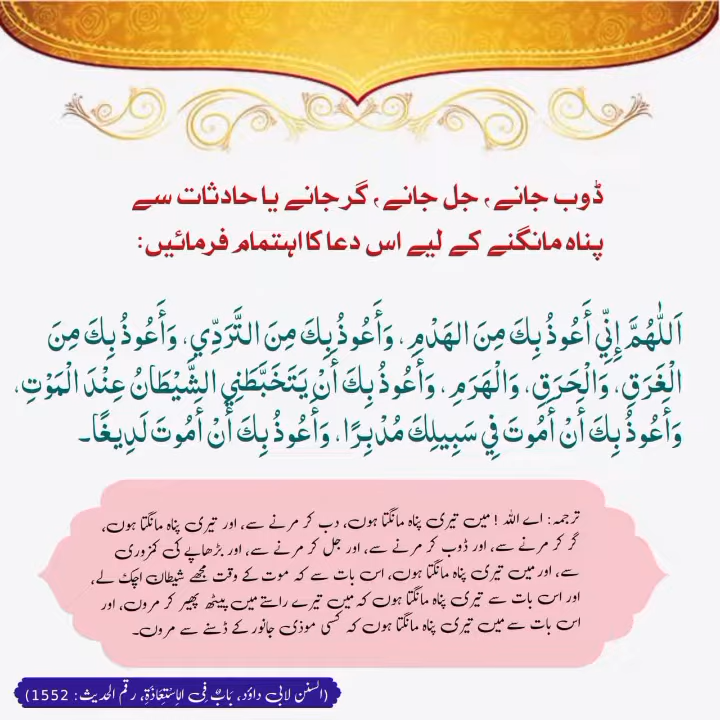 ڈوب جانے، جل جانے، گر جانے یا حادثات سے
پناہ مانگنے کے لیے اس دعا کا اہتمام فرمائیں:
اَللّٰهُمَّ إِنِّي أَعُوذُ بِكَ مِنَ الهَدْمِ، وَأَعُوذُ بِكَ مِنَ التَّرَدِّي، وَأَعُوذُ بِكَ مِنَ
الْغَرَقِ، وَالْحَرَقِ، وَالْهَرَمِ، وَأَعُوذُ بِكَ أَنْ يَتَخَبَّطَنِي الشَّيْطَانُ عِنْدَ الْمَوْتِ،
وَأَعُوذُ بِكَ أَنْ أَمُوتَ فِي سَبِيلِكَ مُدْبِرًا، وَأَعُوذُ بِكَ أَنْ أَمُوتَ لَدِيغًا۔
ترجمہ: اے اللہ! میں تیری پناہ مانگتا ہوں، دب کر مرنے سے، اور تیری پناہ مانگتا ہوں،
گر کر مرنے سے، اور ڈوب کر مرنے سے، اور جل کر مرنے سے، اور بڑھاپے کی کمزوری
سے، اور میں تیری پناہ مانگتا ہوں، اس بات سے کہ موت کے وقت مجھے شیطان اچک لے،
اور اس بات سے تیری پناہ مانگتا ہوں کہ میں تیرے راستے میں پیٹھ پھیر کر مروں، اور
اس بات سے میں تیری پناہ مانگتا ہوں کہ کسی موذی جانور کے ڈسنے سے مروں۔
(السنن لابی داؤد، بَابٌ فِی الِاسْتِعَاذَةِ، رقم الحدیث: 1552)